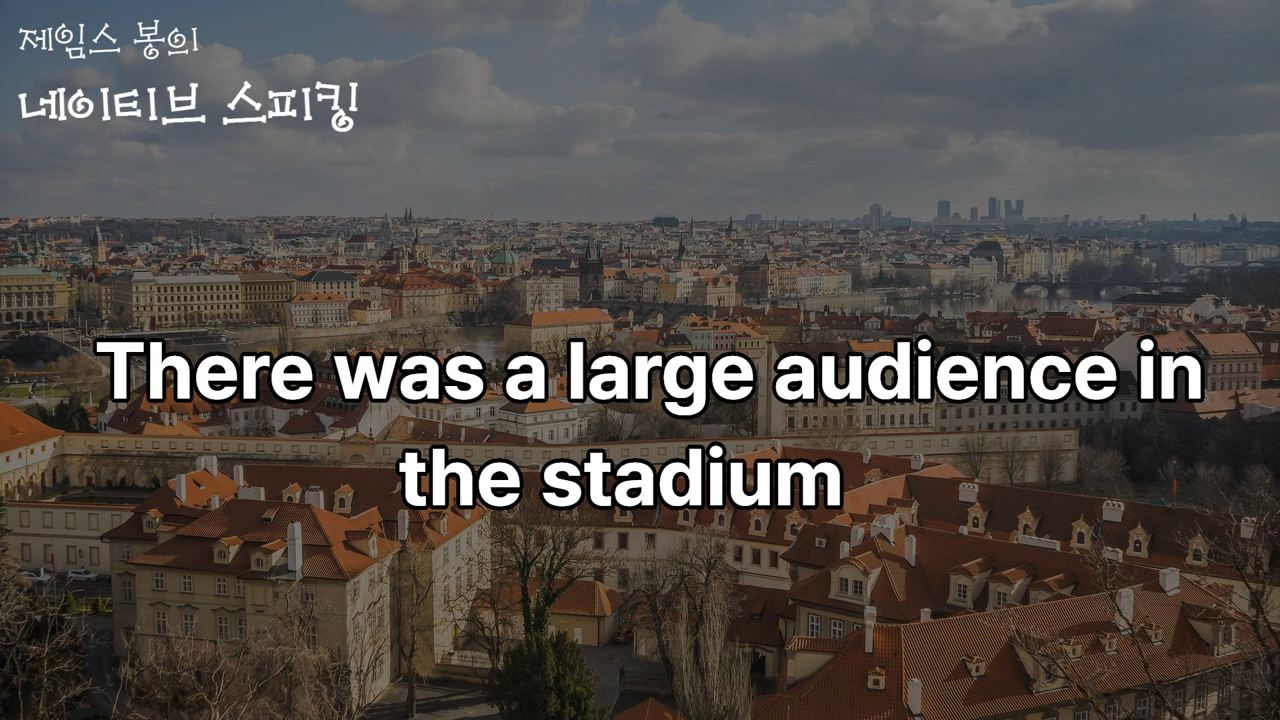 제임스 봉의
네이티브 스피킹
There was a large audience in
the stadium